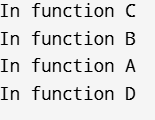 In function C
In function B
In function A
In function D